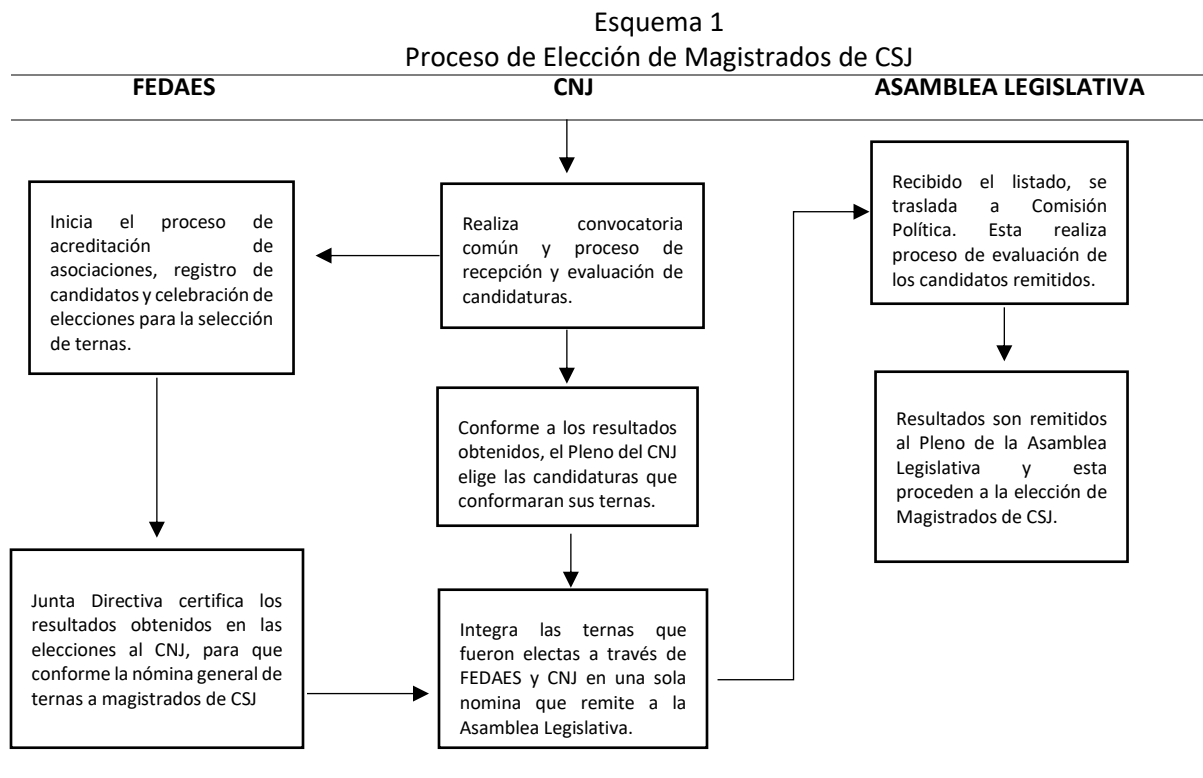 Esquema 1
Proceso de Elección de Magistrados de CSJ
FEDAES
CNJ
ASAMBLEA LEGISLATIVA
Inicia el proceso de
acreditación de
asociaciones, registro de
candidatos y celebración de
elecciones para la selección
de ternas.
Junta Directiva certifica los
resultados obtenidos en las
elecciones al CNJ, para que
conforme la nómina general de
ternas a magistrados de CSJ
Realiza convocatoria
común y proceso de
recepción y evaluación de
candidaturas.
Conforme a los resultados
obtenidos, el Pleno del CNJ
elige las candidaturas que
conformaran sus ternas.
Integra las ternas que
fueron electas a través de
FEDAES y CNJ en una sola
nomina que remite a la
Asamblea Legislativa.
Recibido el listado, se
traslada a Comisión
Política. Esta realiza
proceso de evaluación de
los candidatos remitidos.
Resultados son remitidos
al Pleno de la Asamblea
Legislativa y esta
proceden a la elección de
Magistrados de CSJ.